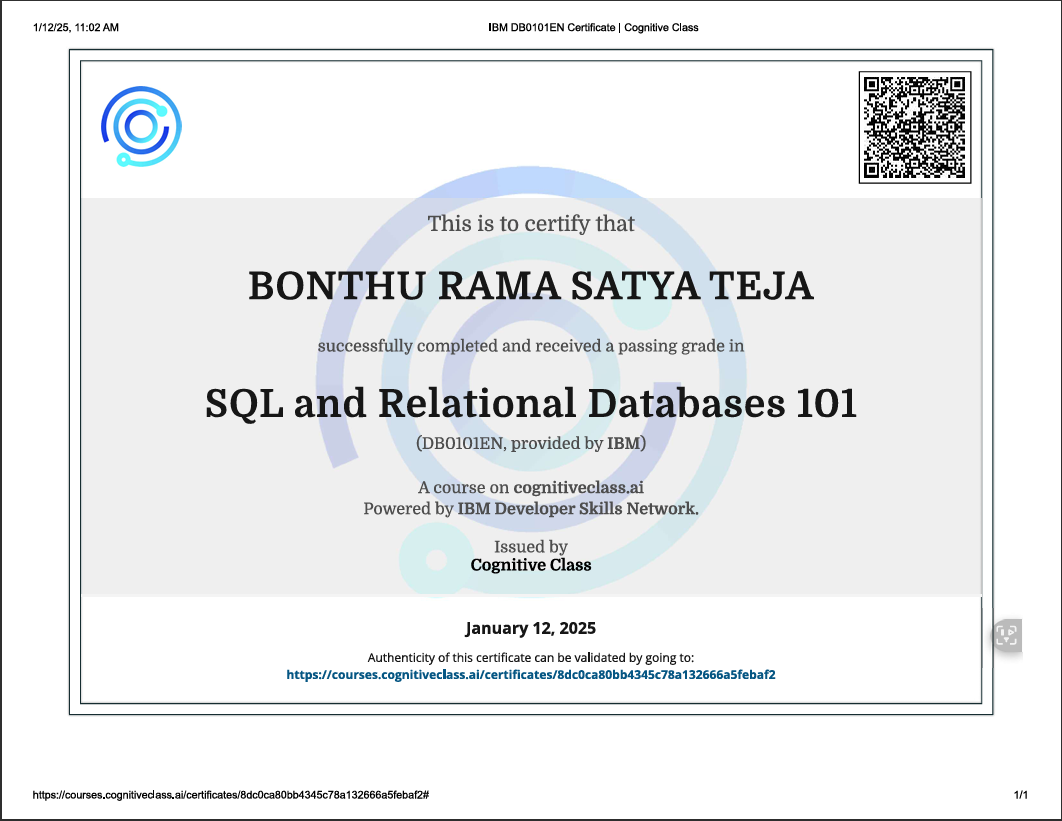 1/12/25, 11:02 AM
IBM DB0101EN Certificate | Cognitive Class
This is to certify that
BONTHU RAMA SATYA TEJA
successfully completed and received a passing grade in
SQL and Relational Databases 101
(DB0101EN, provided by IBM)
A course on cognitiveclass.ai
Powered by IBM Developer Skills Network.
Issued by
Cognitive Class
January 12, 2025
Authenticity of this certificate can be validated by going to:
https://courses.cognitiveclass.ai/certificates/8dc0ca80bb4345c78a132666a5febaf2
https://courses.cognitiveclass.ai/certificates/8dc0ca80bb4345c78a132666a5febaf2#
1/1